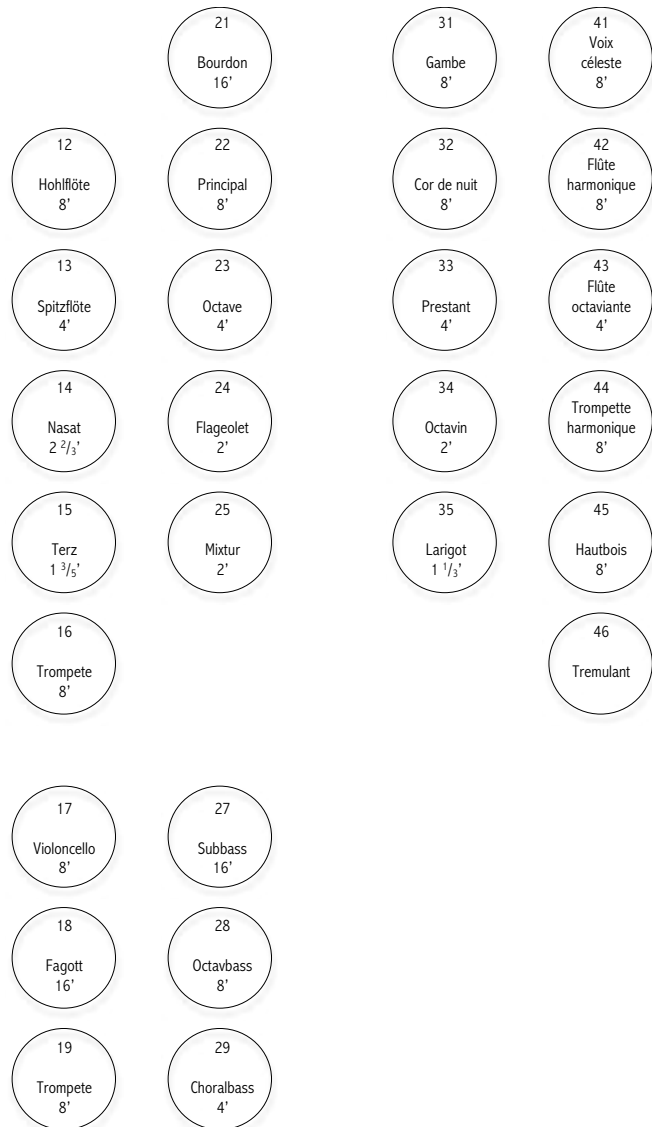 21
Bourdon
16’
31
Gambe
8’
41
Voix
céleste
8’
12
Hohlflöte
8’
22
Principal
8’
32
Cor de nuit
8’
42
Flûte
harmonique
8’
13
Spitzflöte
4’
23
Octave
4’
33
Prestant
4’
43
Flûte
octaviante
4’
14
Nasat
2 2/3’
24
Flageolet
2’
34
Octavin
2’
44
Trompette
harmonique
8’
15
Terz
1 3/5’
25
Mixtur
2’
35
Larigot
1 1/3’
45
Hautbois
8’
16
Trompete
8’
46
Tremulant
17
Violoncello
8’
27
Subbass
16’
18
Fagott
16’
28
Octavbass
8’
19
Trompete
8’
29
Choralbass
4’